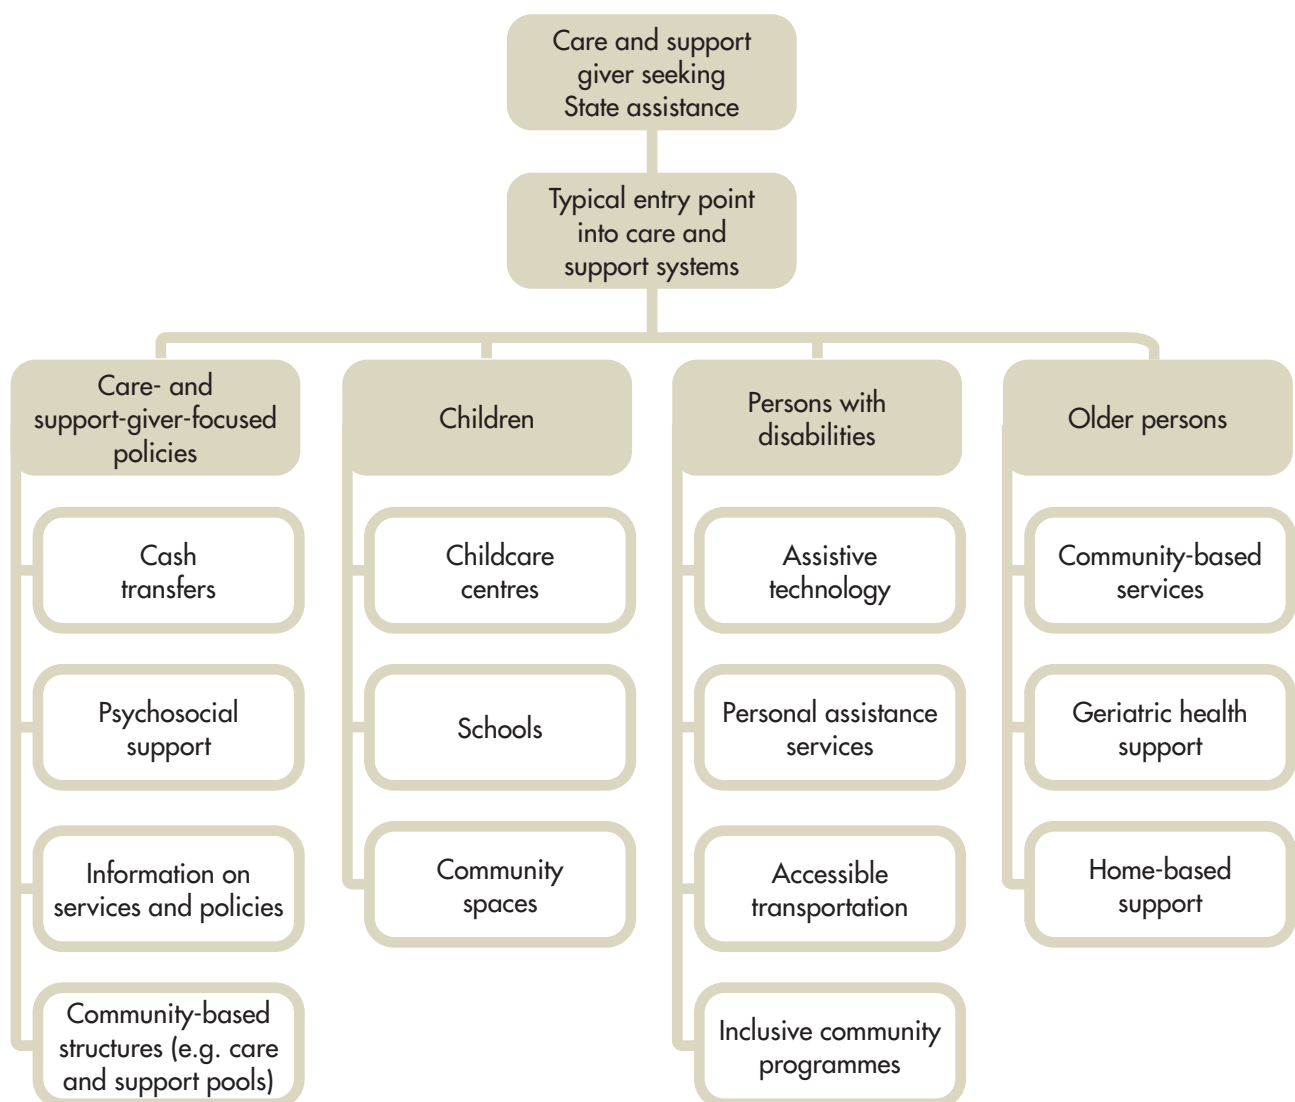 Care and support
giver seeking
State assistance
Typical entry point
into care and
support systems
Care- and
support-giver-focused
policies
Cash
transfers
Psychosocial
support
Information on
services and policies
Community-based
structures (e.g. care
and support pools)
Children
Childcare
centres
Schools
Community
spaces
Persons with
disabilities
Assistive
technology
Personal assistance
services
Accessible
transportation
Inclusive community
programmes
Older persons
Community-based
services
Geriatric health
support
Home-based
support